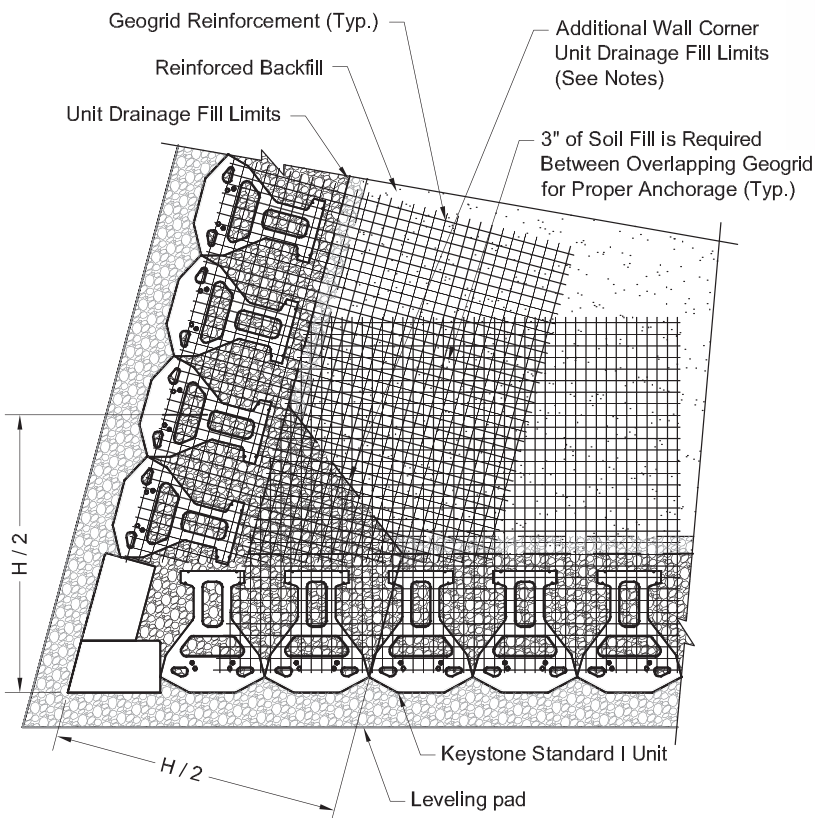 Geogrid Reinforcement (Typ.)
Reinforced Backfill
Unit Drainage Fill Limits
Additional Wall Corner
Unit Drainage Fill Limits
(See Notes)
3" of Soil Fill is Required
Between Overlapping Geogrid
for Proper Anchorage (Typ.)
H / 2
H / 2
Keystone Standard I Unit
Leveling pad